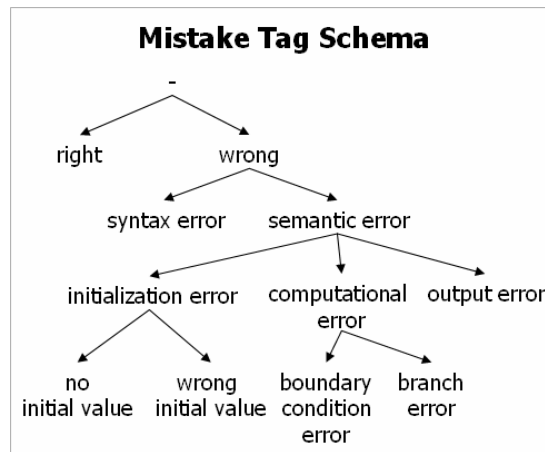 Mistake Tag Schema
-
right wrong
syntax error semantic error
initialization error computational error output error
no initial value wrong initial value boundary condition error branch error